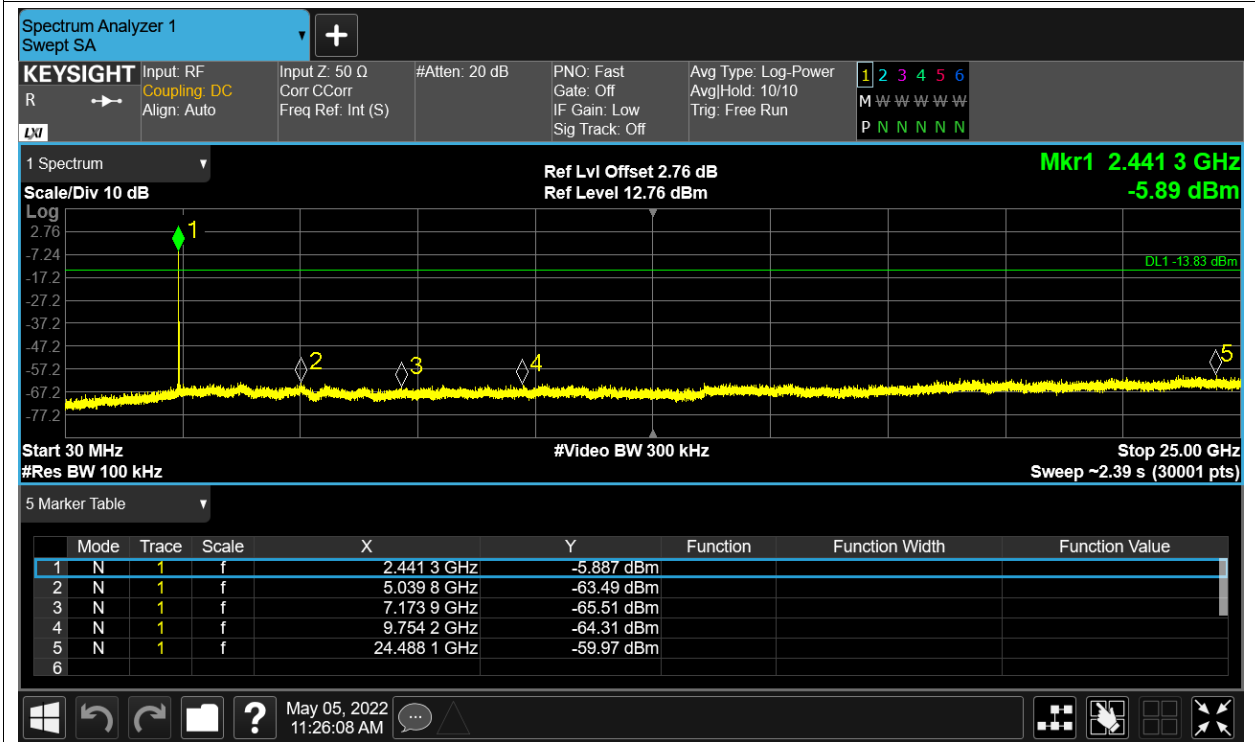 Spectrum Analyzer 1
Swept SA
KEYSIGHT
R
LXI
Input: RF
Coupling: DC
Align: Auto
Input Z: 50 Ω
Corr CCorr
Freq Ref: Int (S)
#Atten: 20 dB
PNO: Fast
Gate: Off
IF Gain: Low
Sig Track: Off
Avg Type: Log-Power
Avg|Hold: 10/10
Trig: Free Run
1 2 3 4 5 6
M W W W W W
P N N N N N
1 Spectrum
Scale/Div 10 dB
Ref Lvl Offset 2.76 dB
Ref Level 12.76 dBm
Mkr1 2.441 3 GHz
-5.89 dBm
Log
2.76
-7.24
-17.2
-27.2
-37.2
-47.2
-57.2
-67.2
-77.2
1
DL1 -13.83 dBm
2
3
4
5
Start 30 MHz
#Res BW 100 kHz
#Video BW 300 kHz
Stop 25.00 GHz
Sweep ~2.39 s (30001 pts)
5 Marker Table
Mode Trace Scale X Y Function Function Width Function Value
1 N 1 f 2.441 3 GHz -5.887 dBm
2 N 1 f 5.039 8 GHz -63.49 dBm
3 N 1 f 7.173 9 GHz -65.51 dBm
4 N 1 f 9.754 2 GHz -64.31 dBm
5 N 1 f 24.488 1 GHz -59.97 dBm
6
?
May 05, 2022
11:26:08 AM